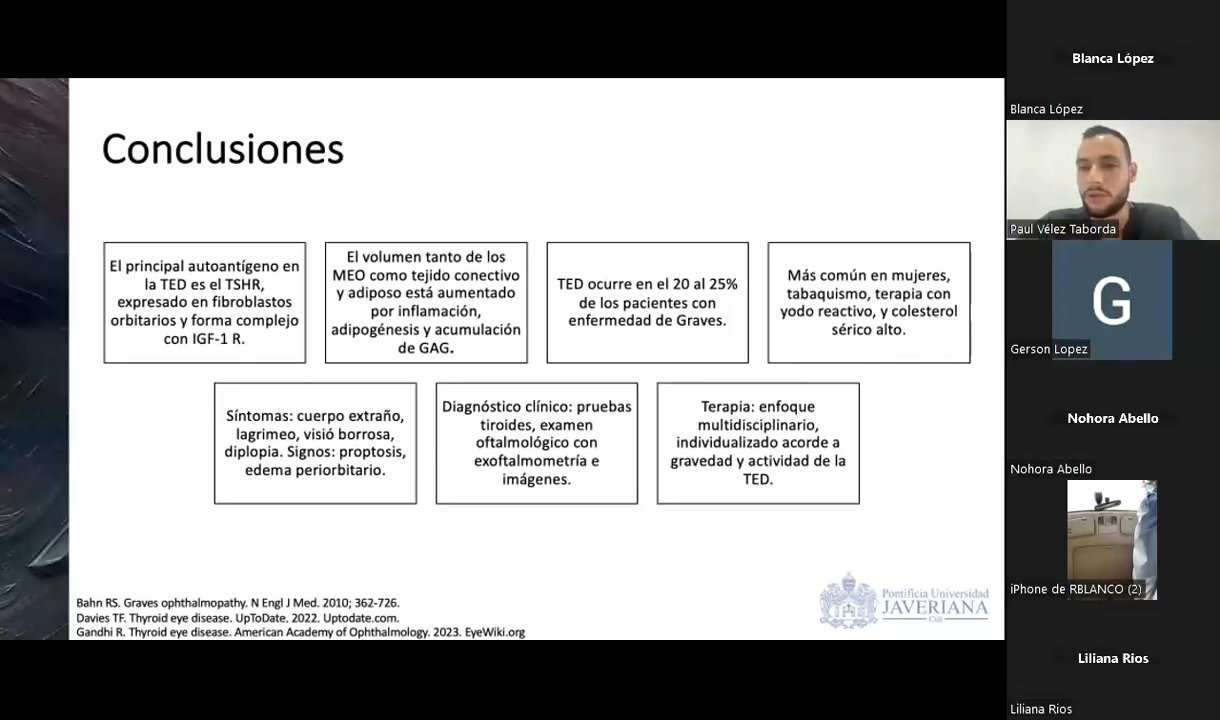 Conclusiones
El principal autoantígeno en
la TED es el TSHR,
expresado en fibroblastos
orbitarios y forma complejo
con IGF-1 R.
El volumen tanto de los
MEO como tejido conectivo
y adiposo está aumentado
por inflamación,
adipogénesis y acumulación
de GAG.
TED ocurre en el 20 al 25%
de los pacientes con
enfermedad de Graves.
Más común en mujeres,
tabaquismo, terapia con
yodo reactivo, y colesterol
sérico alto.
Síntomas: cuerpo extraño,
lagrimeo, visió borrosa,
diplopia. Signos: proptosis,
edema periorbitario.
Diagnóstico clínico: pruebas
tiroides, examen
oftalmológico con
exoftalmometría e
imágenes.
Terapia: enfoque
multidisciplinario,
individualizado acorde a
gravedad y actividad de la
TED.
Bahn RS. Graves ophthalmopathy. N Engl J Med. 2010; 362-726.
Davies TF. Thyroid eye disease. UpToDate. 2022. Uptodate.com.
Gandhi R. Thyroid eye disease. American Academy of Ophthalmology. 2023. EyeWiki.org
Pontificia Universidad
JAVERIANA
Cali
Blanca López
Blanca López
Paul Vélez Taborda
G
Gerson Lopez
Nohora Abello
Nohora Abello
iPhone de RBLANCO (2)
Liliana Rios
Liliana Rios